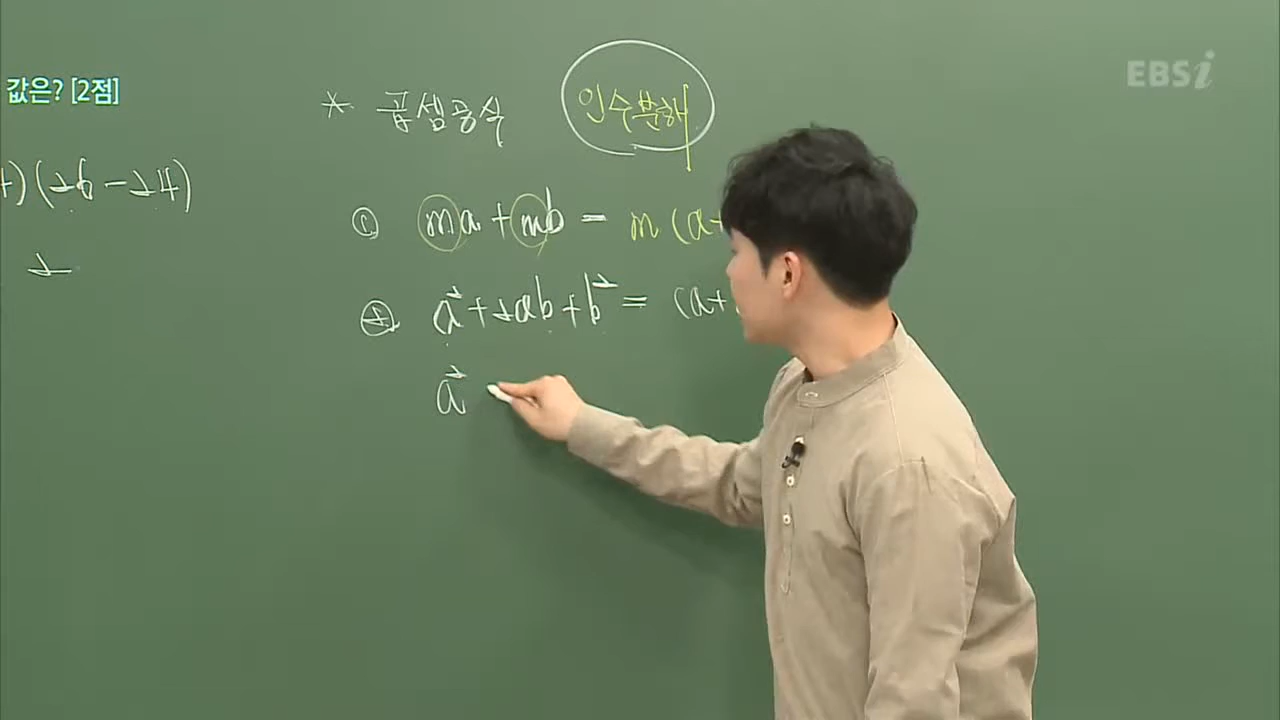 값은? [2점]
EBSi
* 곱셈공식 인수분해
)(26-24)
2
① ma+mb = m(a+
② a²+2ab+b² = (a+
a²